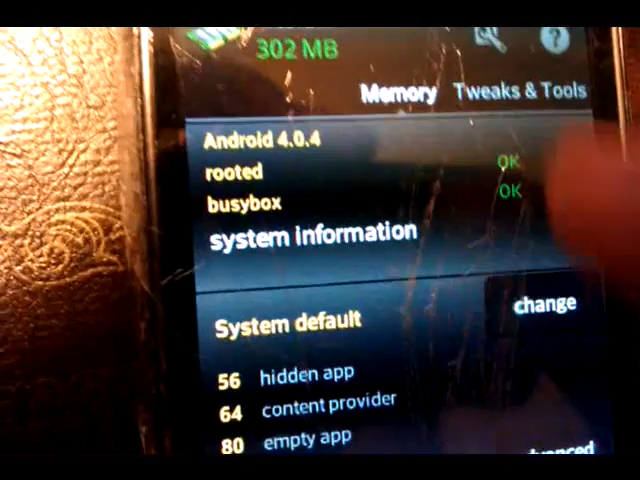 302 MB
Memory Tweaks & Tools
Android 4.0.4
rooted OK
busybox OK
system information
System default change
56 hidden app
64 content provider
80 empty app